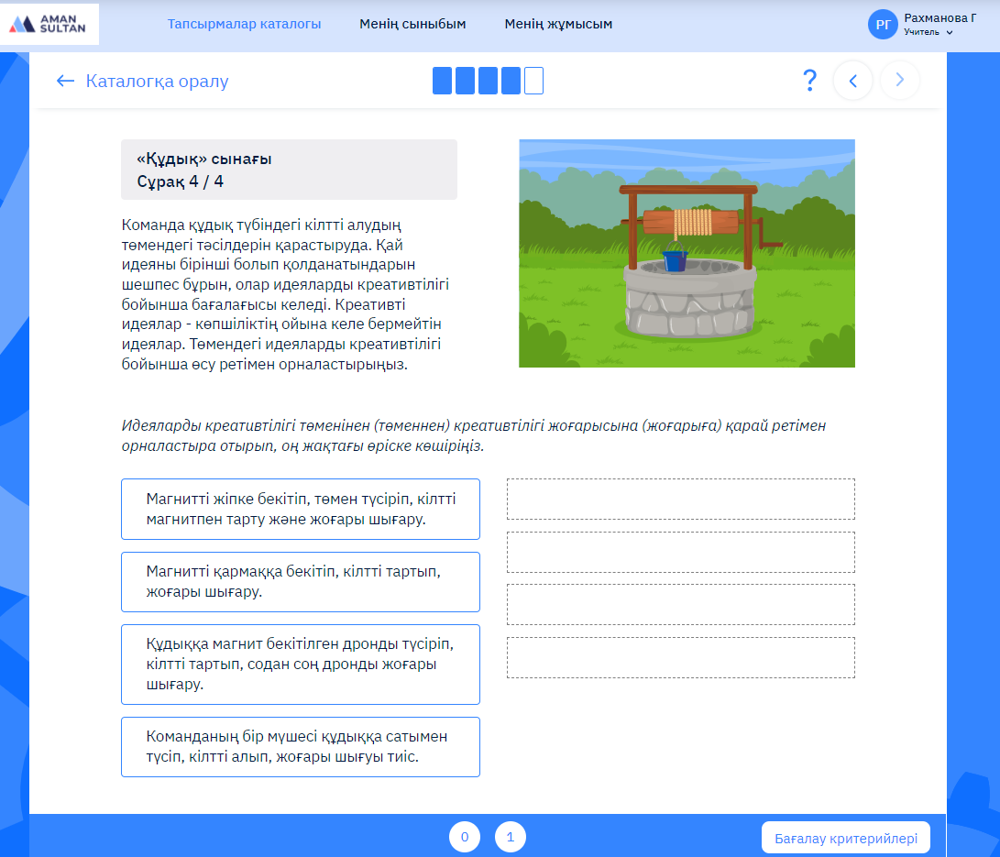 AMAN
SULTAN
Тапсырмалар каталогы
Менің сыныбым
Менің жұмысым
РГ
Рахманова Г
Учитель
Каталогқа оралу
?
«Құдық» сынағы
Сұрақ 4 / 4
Команда құдық түбіндегі кілтті алудың
төмендегі тәсілдерін қарастыруда. Қай
идеяны бірінші болып қолданатындарын
шешпес бұрын, олар идеяларды креативтілігі
бойынша бағалағысы келеді. Креативті
идеялар - көпшіліктің ойына келе бермейтін
идеялар. Төмендегі идеяларды креативтілігі
бойынша өсу ретімен орналастырыңыз.
Идеяларды креативтілігі төменінен (төменнен) креативтілігі жоғарысына (жоғарыға) қарай ретімен
орналастыра отырып, оң жақтағы өріске көшіріңіз.
Магнитті жіпке бекітіп, төмен түсіріп, кілтті
магнитпен тарту және жоғары шығару.
Магнитті қармаққа бекітіп, кілтті тартып,
жоғары шығару.
Құдыққа магнит бекітілген дронды түсіріп,
кілтті тартып, содан соң дронды жоғары
шығару.
Команданың бір мүшесі құдыққа сатымен
түсіп, кілтті алып, жоғары шығуы тиіс.
0
1
Бағалау критерийлері